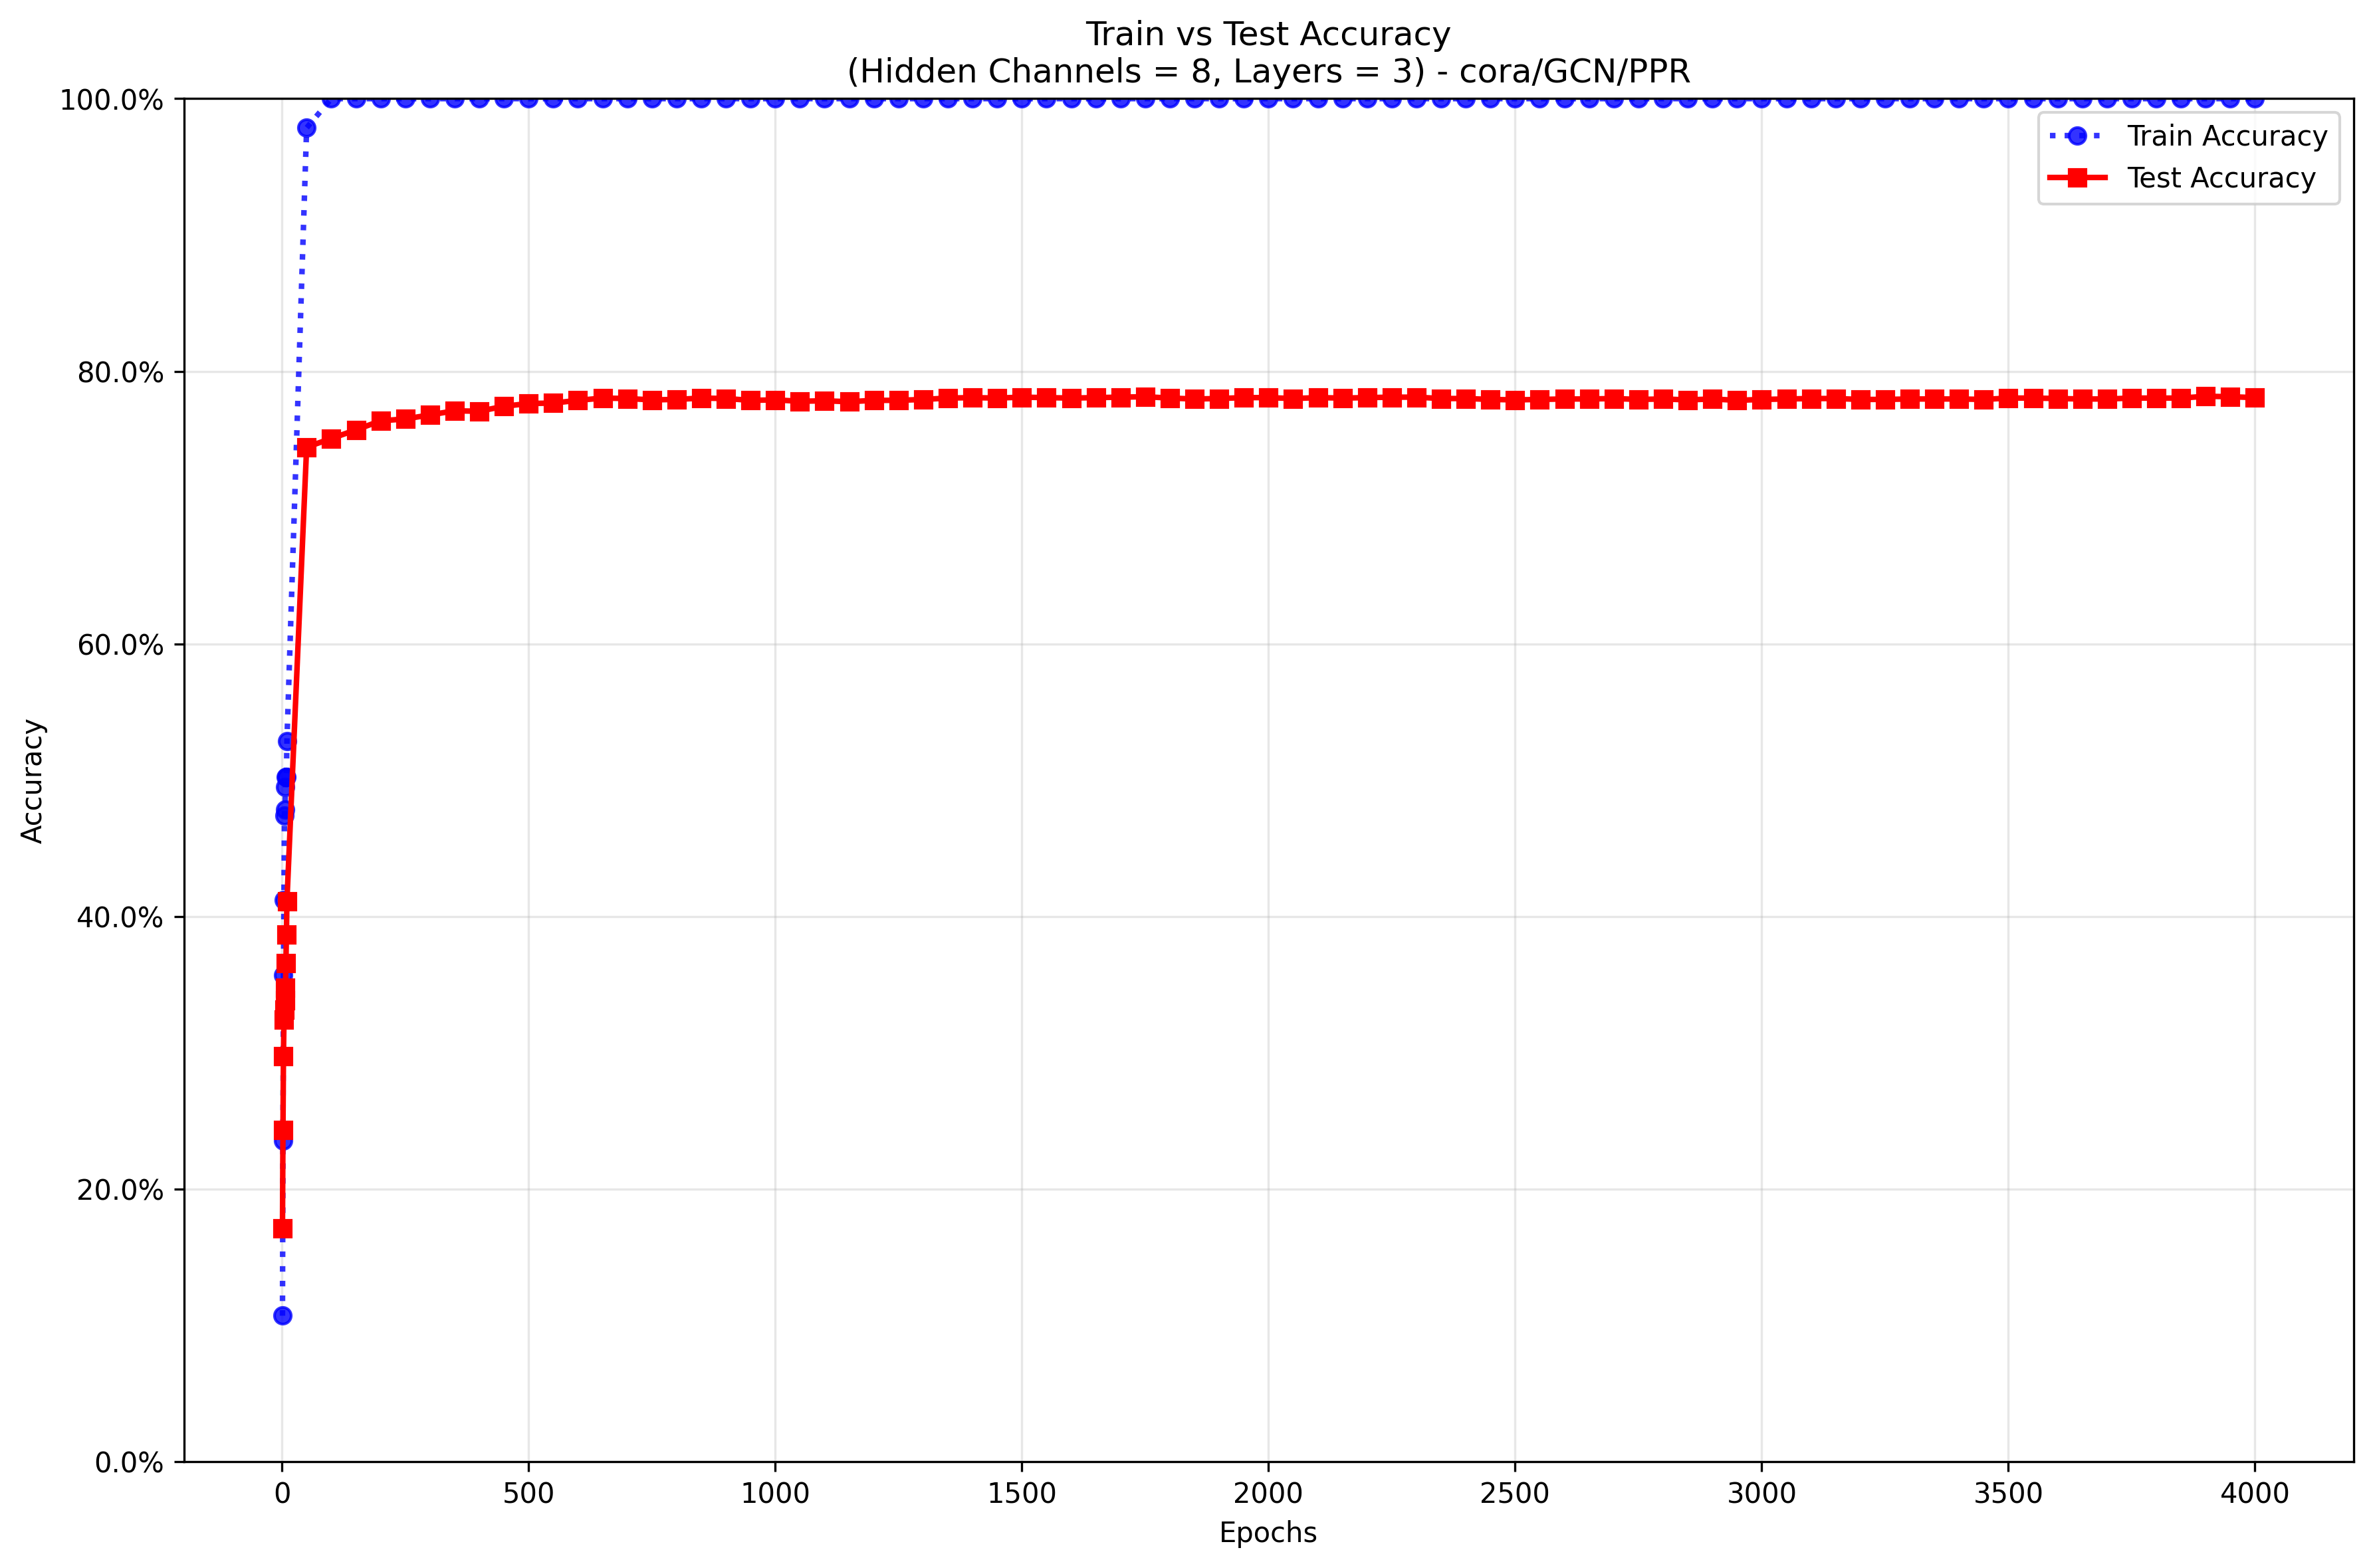 Train vs Test Accuracy
(Hidden Channels = 8, Layers = 3) - cora/GCN/PPR
100.0%
80.0%
60.0%
40.0%
20.0%
0.0%
Accuracy
Train Accuracy
Test Accuracy
0 500 1000 1500 2000 2500 3000 3500 4000
Epochs